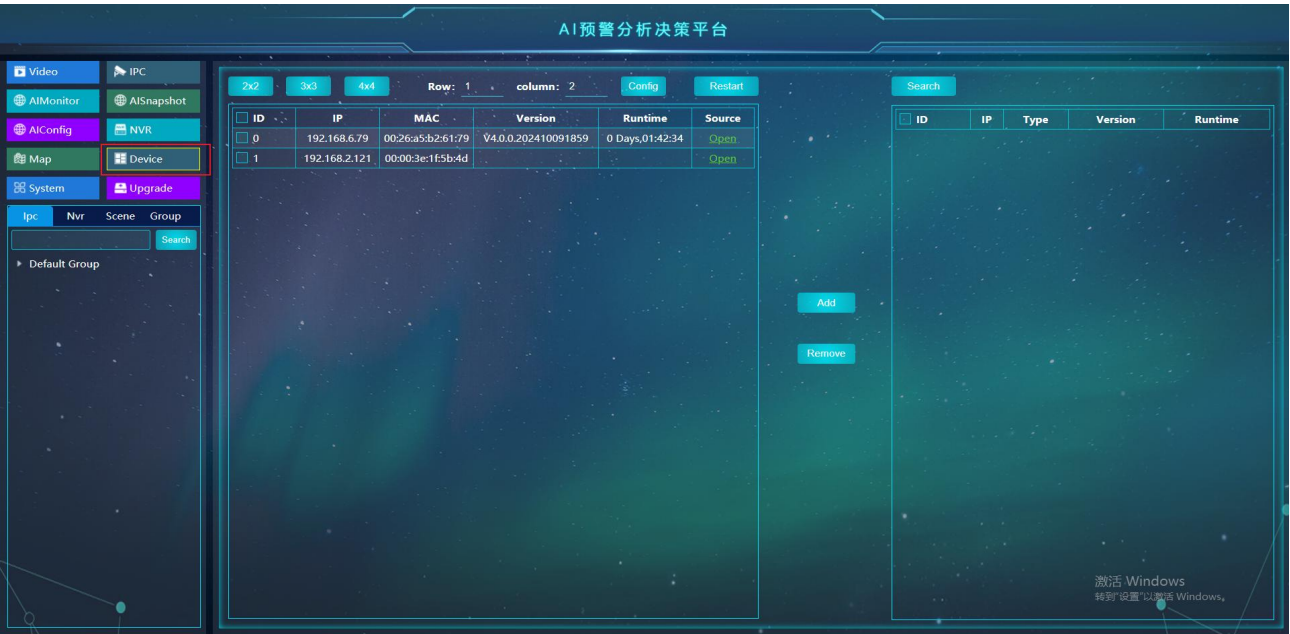 AI预警分析决策平台
Video
IPC
AIMonitor
AISnapshot
AIConfig
NVR
Map
Device
System
Upgrade
Ipc Nvr Scene Group
Search
Default Group
2x2 3x3 4x4 Row: 1 column: 2 Config Restart
ID IP MAC Version Runtime Source
0 192.168.6.79 00:26:a5:b2:61:79 V4.0.0.202410091859 0 Days,01:42:34 Open
1 192.168.2.121 00:00:3e:1f:5b:4d Open
Add
Remove
Search
ID IP Type Version Runtime
激活 Windows
转到"设置"以激活 Windows。